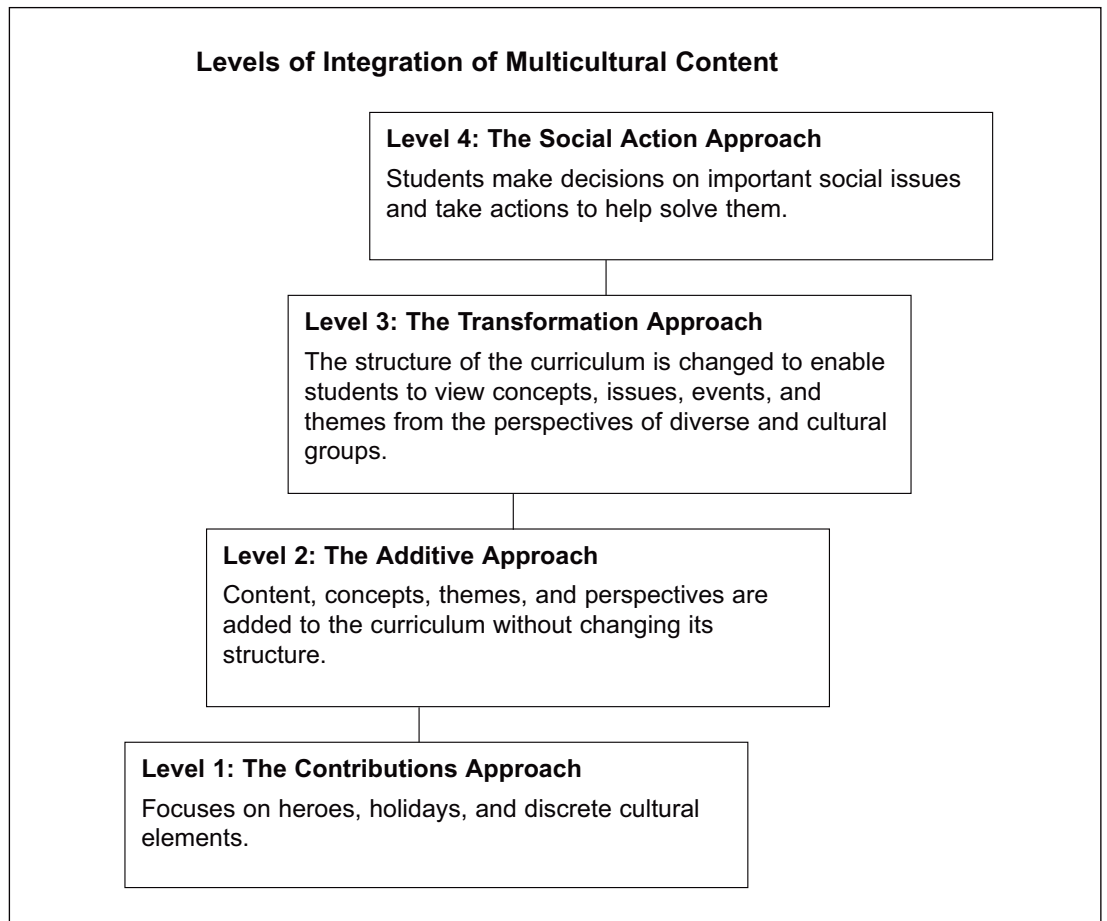 Levels of Integration of Multicultural Content
Level 4: The Social Action Approach
Students make decisions on important social issues
and take actions to help solve them.
Level 3: The Transformation Approach
The structure of the curriculum is changed to enable
students to view concepts, issues, events, and
themes from the perspectives of diverse and cultural
groups.
Level 2: The Additive Approach
Content, concepts, themes, and perspectives are
added to the curriculum without changing its
structure.
Level 1: The Contributions Approach
Focuses on heroes, holidays, and discrete cultural
elements.